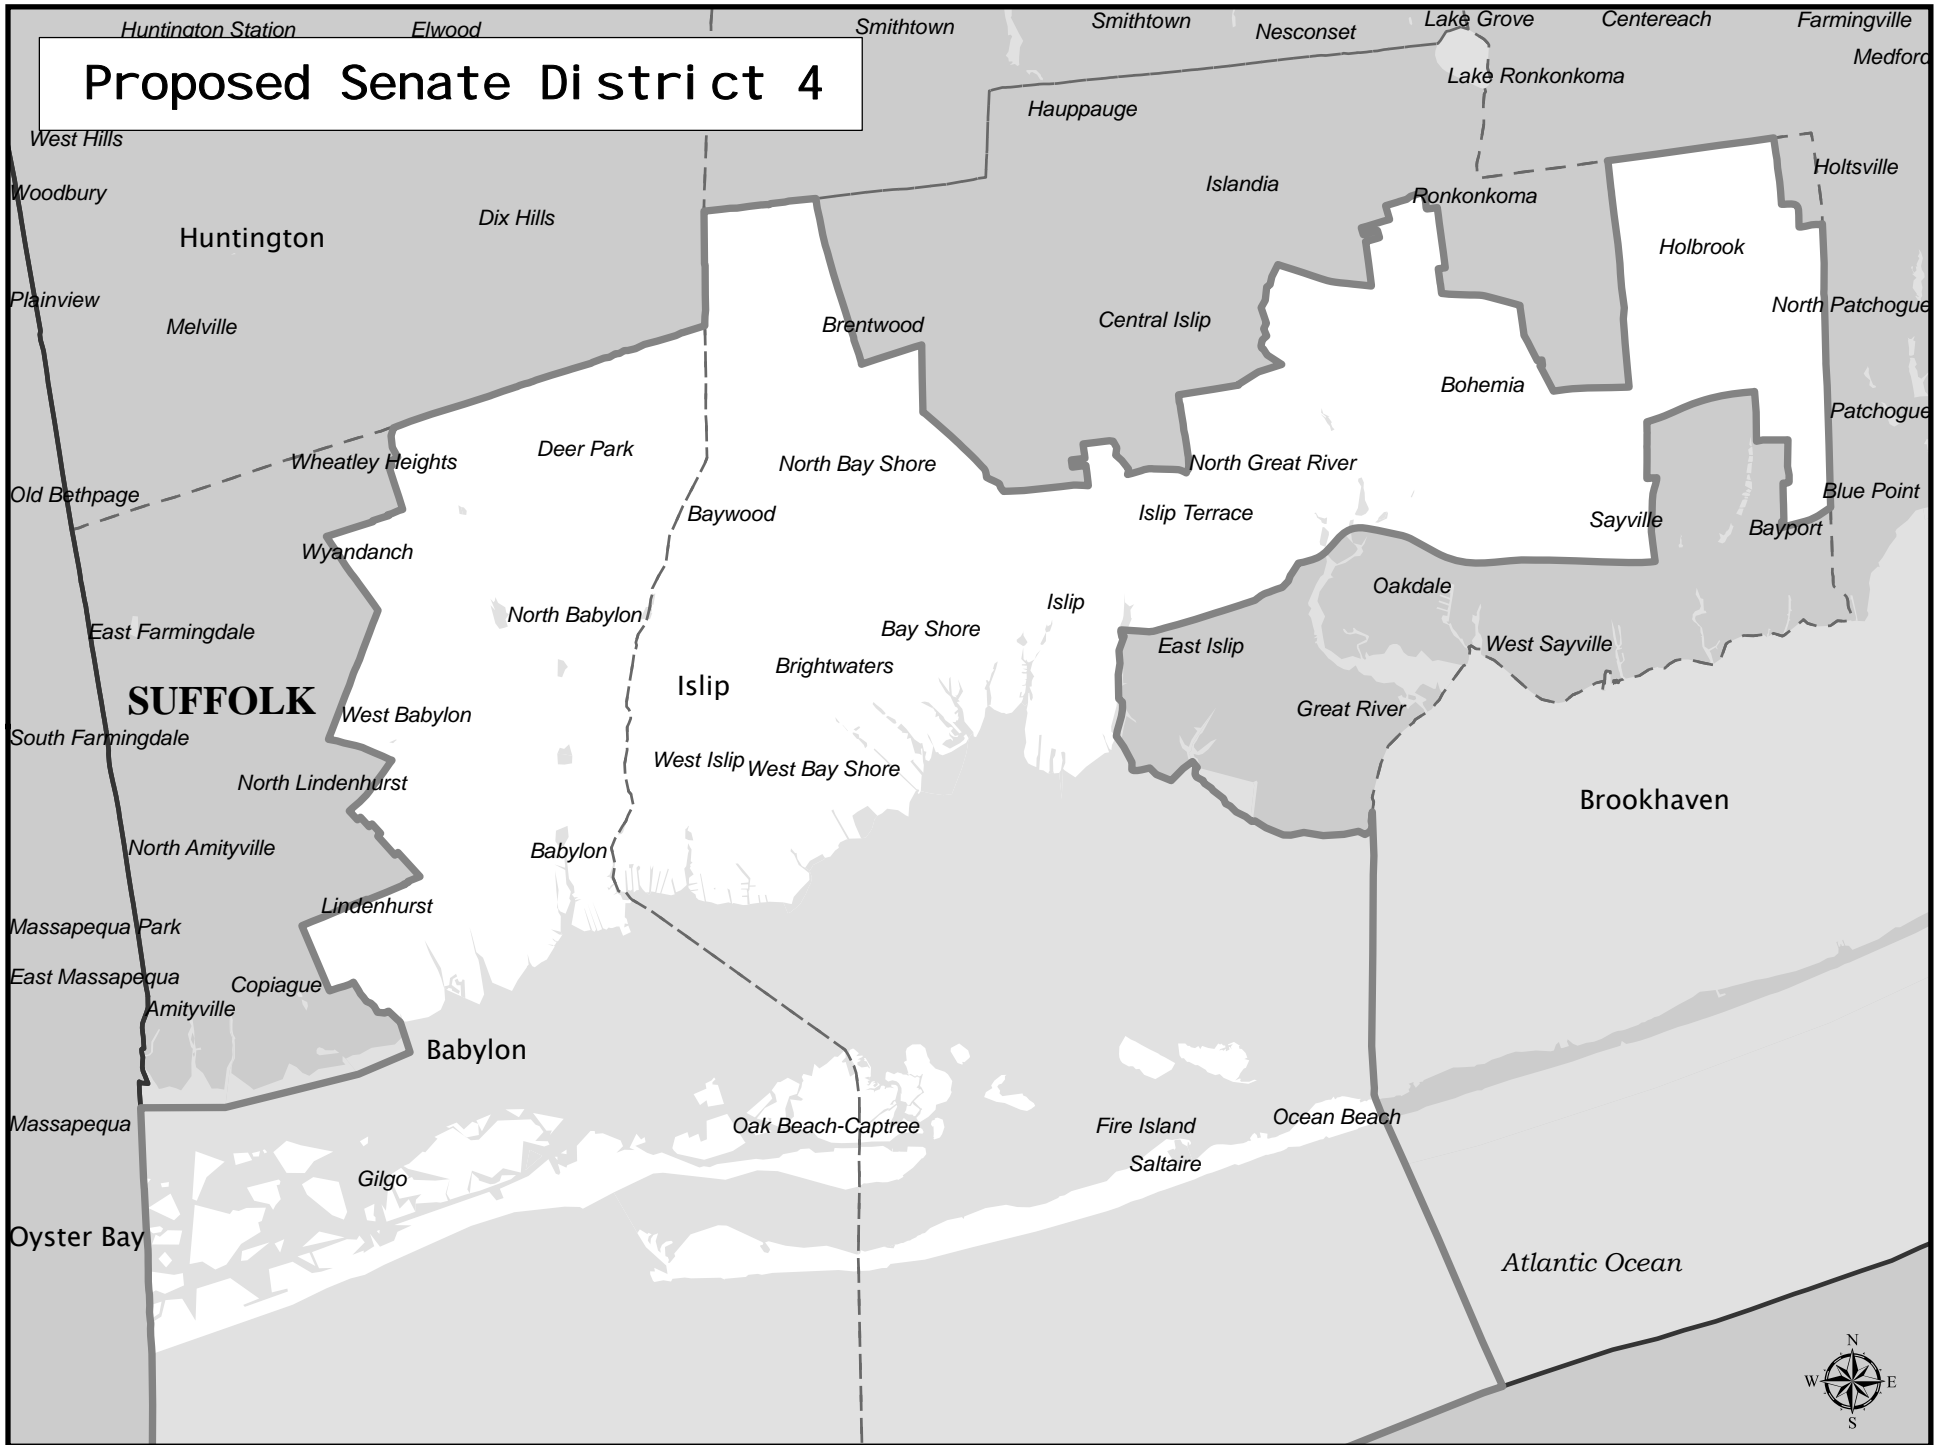 Huntington Station
Elwood
Smithtown
Smithtown
Nesconset
Lake Grove
Centereach
Farmingville
Medford
Proposed Senate District 4
Lake Ronkonkoma
Hauppauge
West Hills
Holtsville
Woodbury
Islandia
Ronkonkoma
Dix Hills
Huntington
Holbrook
Plainview
Melville
Brentwood
Central Islip
North Patchogue
Bohemia
Patchogue
Deer Park
Wheatley Heights
North Bay Shore
North Great River
Old Bethpage
Blue Point
Baywood
Islip Terrace
Sayville
Bayport
Wyandanch
Oakdale
Islip
North Babylon
East Farmingdale
Bay Shore
East Islip
West Sayville
Brightwaters
Islip
SUFFOLK
West Babylon
Great River
South Farmingdale
West Islip
West Bay Shore
North Lindenhurst
Brookhaven
North Amityville
Babylon
Lindenhurst
Massapequa Park
East Massapequa
Copiague
Amityville
Babylon
Massapequa
Oak Beach-Captree
Fire Island
Ocean Beach
Saltaire
Gilgo
Oyster Bay
Atlantic Ocean
N
W
E
S